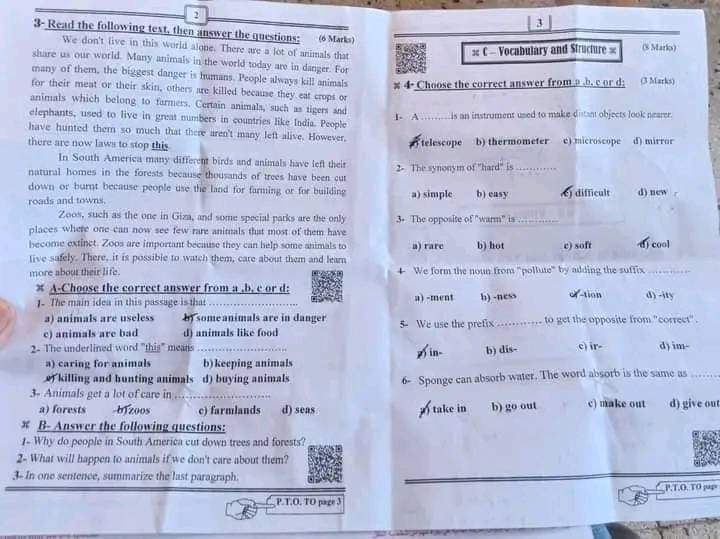 2
3- Read the following text, then answer the questions: (6 Marks)
We don't live in this world alone. There are a lot of animals that
share us our world. Many animals in the world today are in danger. For
many of them, the biggest danger is humans. People always kill animals
for their meat or their skin, others are killed because they eat crops or
animals which belong to farmers. Certain animals, such as tigers and
elephants, used to live in great numbers in countries like India. People
have hunted them so much that there aren't many left alive. However,
there are now laws to stop this.
In South America many different birds and animals have left their
natural homes in the forests because thousands of trees have been cut
down or burnt because people use the land for farming or for building
roads and towns.
Zoos, such as the one in Giza, and some special parks are the only
places where one can now see few rare animals that most of them have
become extinct. Zoos are important because they can help some animals to
live safely. There, it is possible to watch them, care about them and learn
more about their life.
A-Choose the correct answer from a ,b, c or d:
1- The main idea in this passage is that ........................
a) animals are useless b) some animals are in danger
c) animals are bad d) animals like food
2- The underlined word "this" means ........................
a) caring for animals b) keeping animals
c) killing and hunting animals d) buying animals
3- Animals get a lot of care in ........................
a) forests b) zoos c) farmlands d) seas
B- Answer the following questions:
1- Why do people in South America cut down trees and forests?
2- What will happen to animals if we don't care about them?
3- In one sentence, summarize the last paragraph.
P.T.O. TO page 3
3
C – Vocabulary and Structure (8 Marks)
4- Choose the correct answer from a ,b, c or d: (3 Marks)
1- A .........is an instrument used to make distant objects look nearer.
a) telescope b) thermometer c) microscope d) mirror
2- The synonym of "hard" is ............
a) simple b) easy c) difficult d) new
3- The opposite of "warm" is ............
a) rare b) hot c) soft d) cool
4- We form the noun from "pollute" by adding the suffix ............
a) -ment b) -ness c) -tion d) -ity
5- We use the prefix ............ to get the opposite from "correct".
a) in- b) dis- c) ir- d) im-
6- Sponge can absorb water. The word absorb is the same as .......
a) take in b) go out c) make out d) give out
P.T.O. TO page